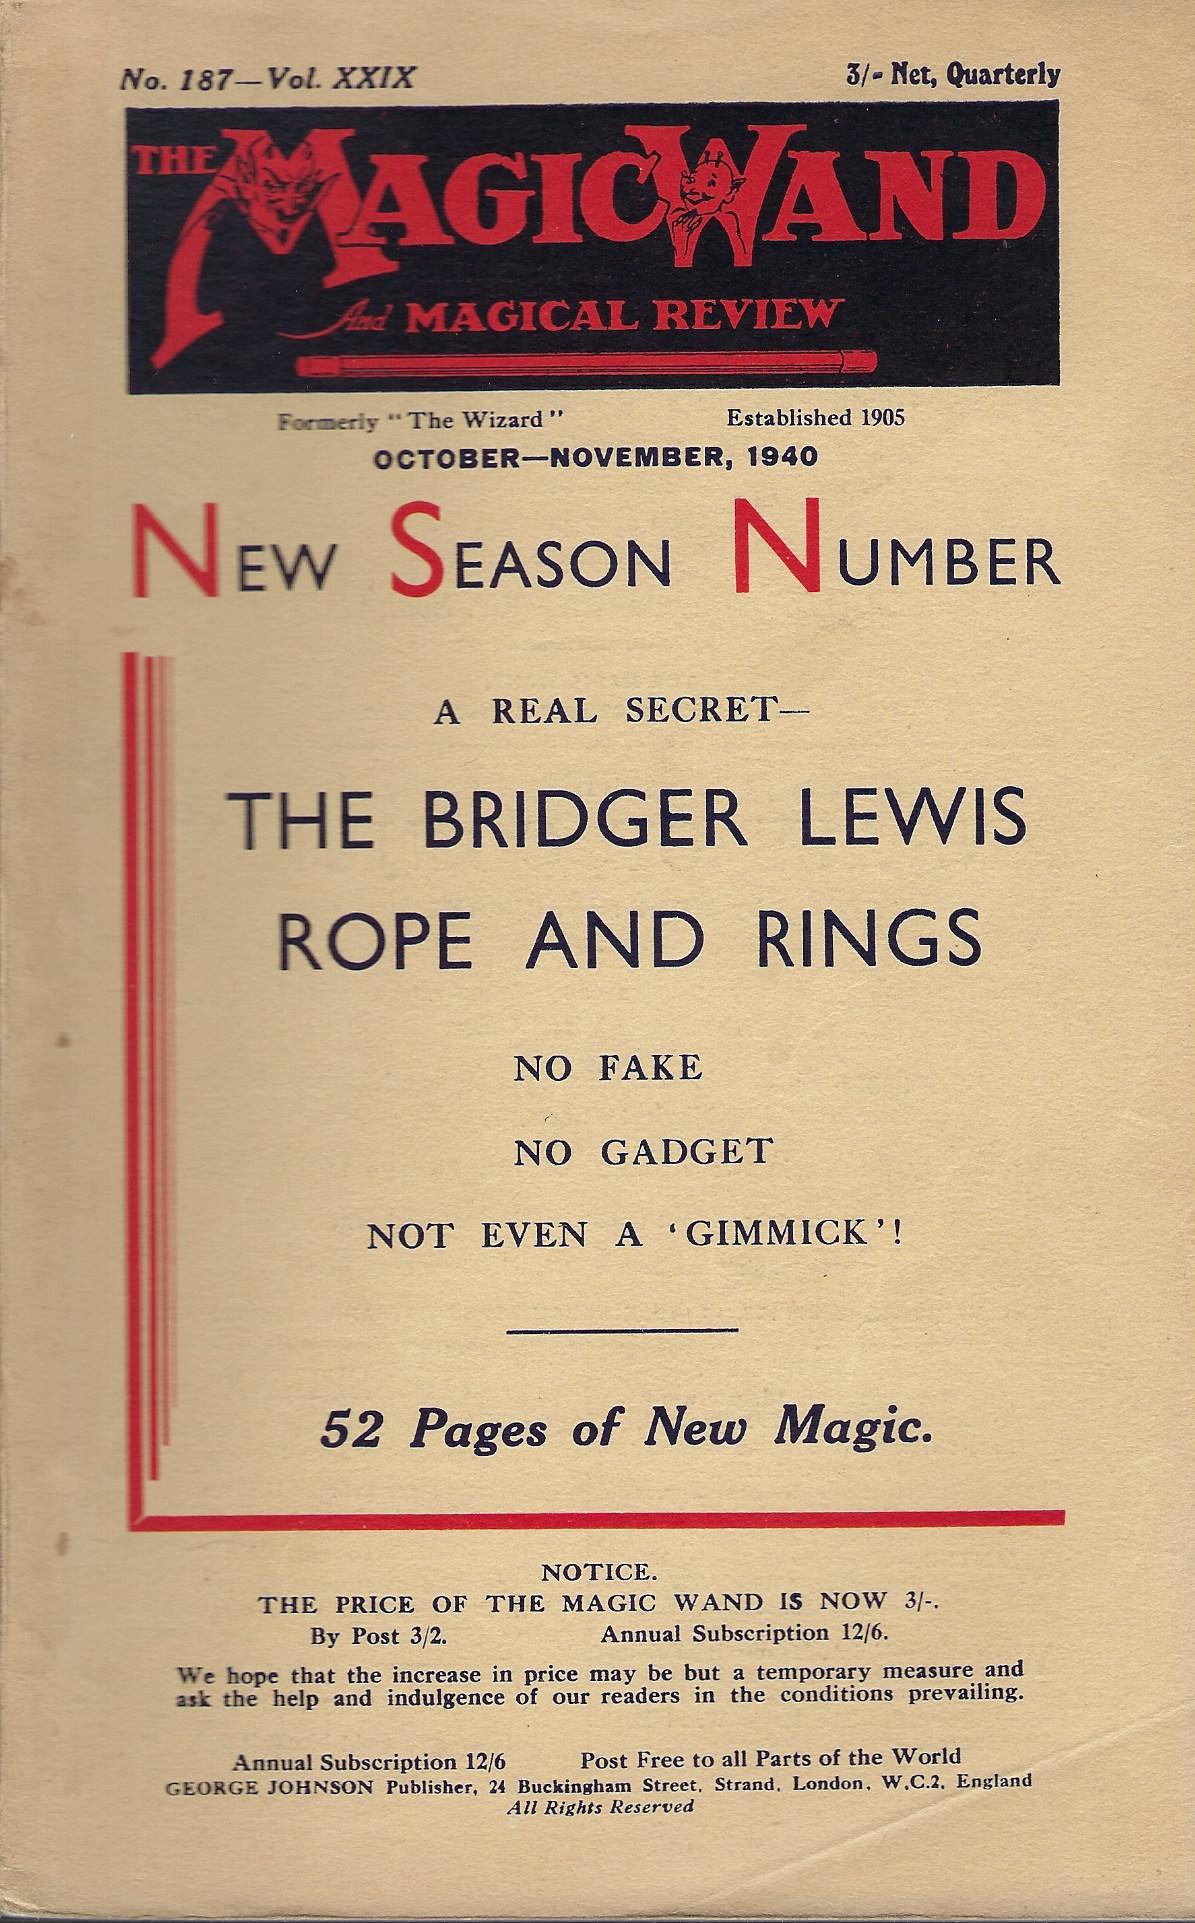 No. 187—Vol. XXIX 3/- Net, Quarterly
THE MAGIC WAND
And MAGICAL REVIEW
Formerly "The Wizard" Established 1905
OCTOBER—NOVEMBER, 1940
NEW SEASON NUMBER
A REAL SECRET—
THE BRIDGER LEWIS
ROPE AND RINGS
NO FAKE
NO GADGET
NOT EVEN A 'GIMMICK'!
52 Pages of New Magic.
NOTICE.
THE PRICE OF THE MAGIC WAND IS NOW 3/-.
By Post 3/2. Annual Subscription 12/6.
We hope that the increase in price may be but a temporary measure and
ask the help and indulgence of our readers in the conditions prevailing.
Annual Subscription 12/6 Post Free to all Parts of the World
GEORGE JOHNSON Publisher, 24 Buckingham Street, Strand, London, W.C.2, England
All Rights Reserved